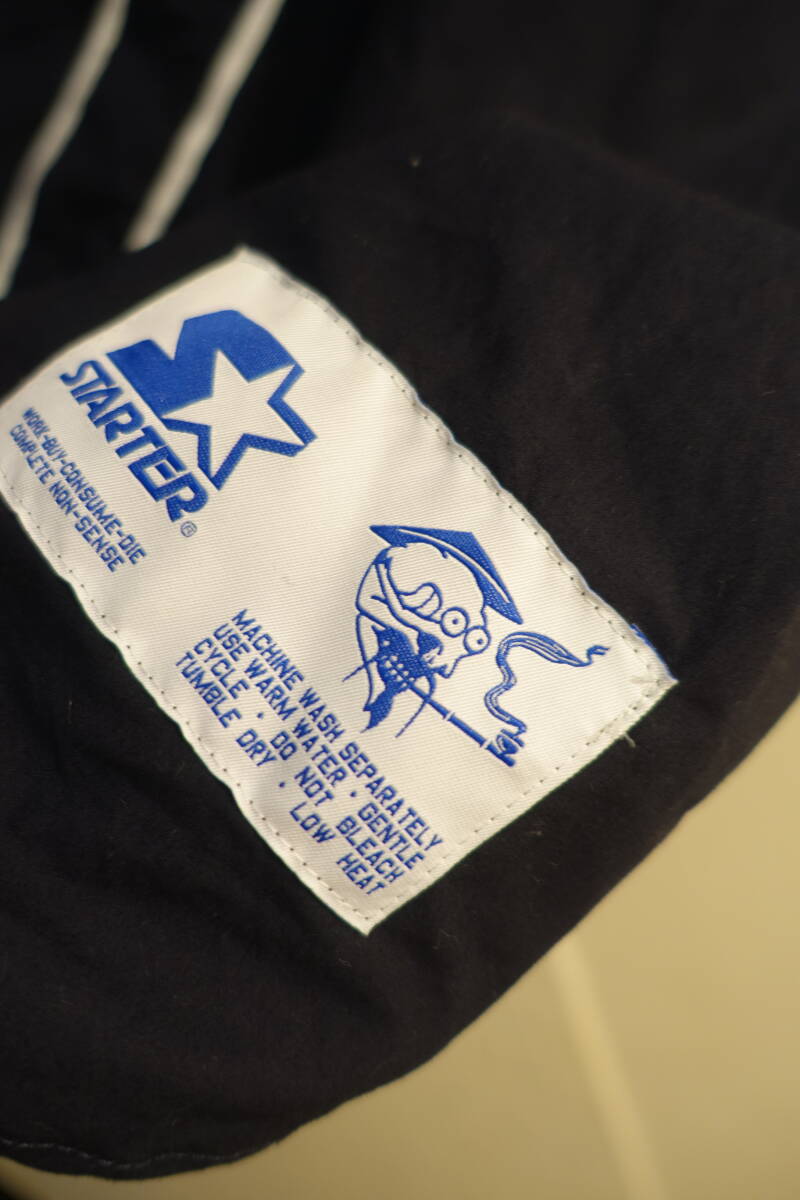 STARTER®
WORK-BUY-CONSUME-DIE
COMPLETE NON-SENSE
MACHINE WASH SEPARATELY
USE WARM WATER · GENTLE
CYCLE · DO NOT BLEACH
TUMBLE DRY · LOW HEAT